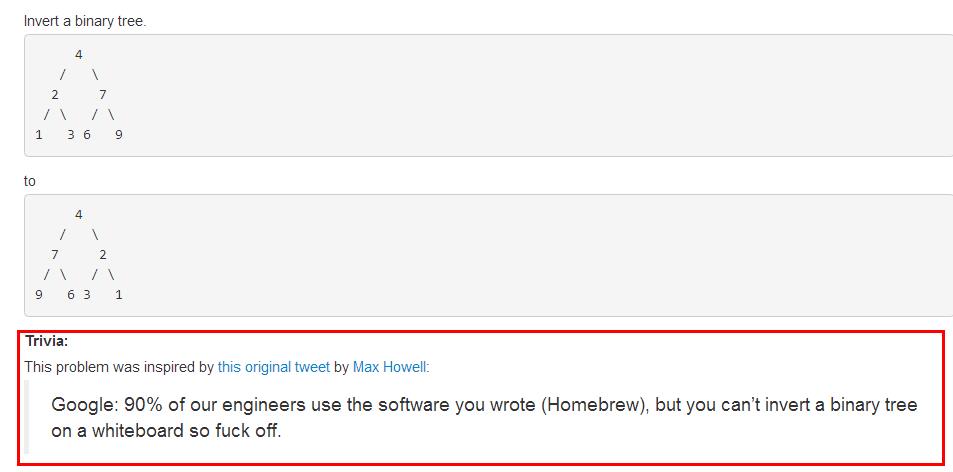 Invert a binary tree.
     4
   /   \
  2     7
 / \   / \
1   3 6   9
to
     4
   /   \
  7     2
 / \   / \
9   6 3   1
Trivia:
This problem was inspired by this original tweet by Max Howell:
Google: 90% of our engineers use the software you wrote (Homebrew), but you can’t invert a binary tree
on a whiteboard so fuck off.